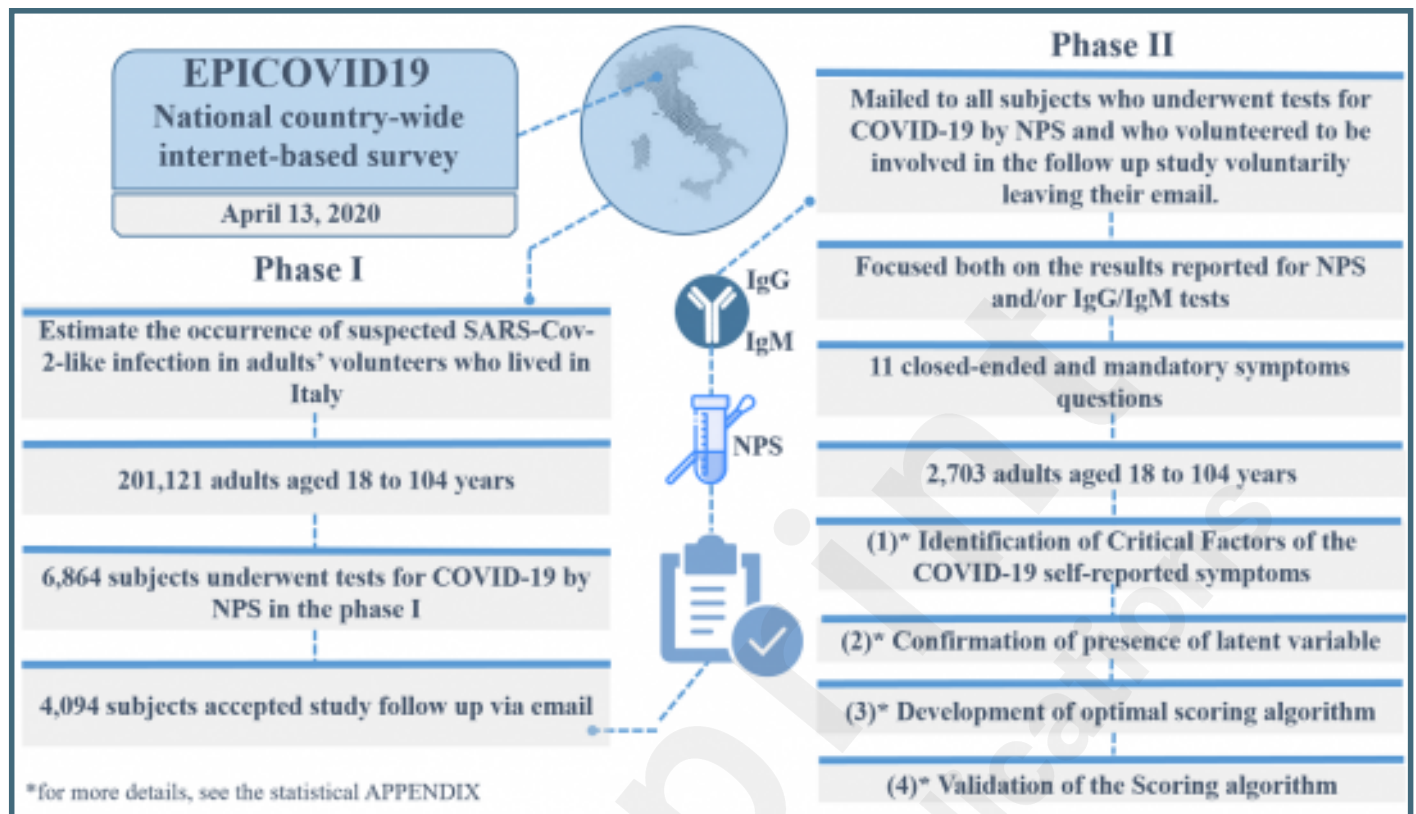 EPICOVID19
National country-wide
internet-based survey
April 13, 2020
Phase I
Estimate the occurrence of suspected SARS-Cov-
2-like infection in adults' volunteers who lived in
Italy
201,121 adults aged 18 to 104 years
6,864 subjects underwent tests for COVID-19 by
NPS in the phase I
4,094 subjects accepted study follow up via email
*for more details, see the statistical APPENDIX
IgG
IgM
NPS
Phase II
Mailed to all subjects who underwent tests for
COVID-19 by NPS and who volunteered to be
involved in the follow up study voluntarily
leaving their email.
Focused both on the results reported for NPS
and/or IgG/IgM tests
11 closed-ended and mandatory symptoms
questions
2,703 adults aged 18 to 104 years
(1)* Identification of Critical Factors of the
COVID-19 self-reported symptoms
(2)* Confirmation of presence of latent variable
(3)* Development of optimal scoring algorithm
(4)* Validation of the Scoring algorithm